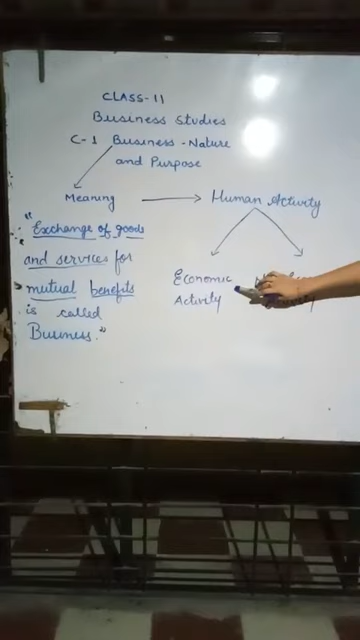 CLASS-11
Business Studies
C-1 Business-Nature
and Purpose
Meaning
Human Activity
"Exchange of goods
and services for
mutual benefits
is called
Business."
Economic
Activity